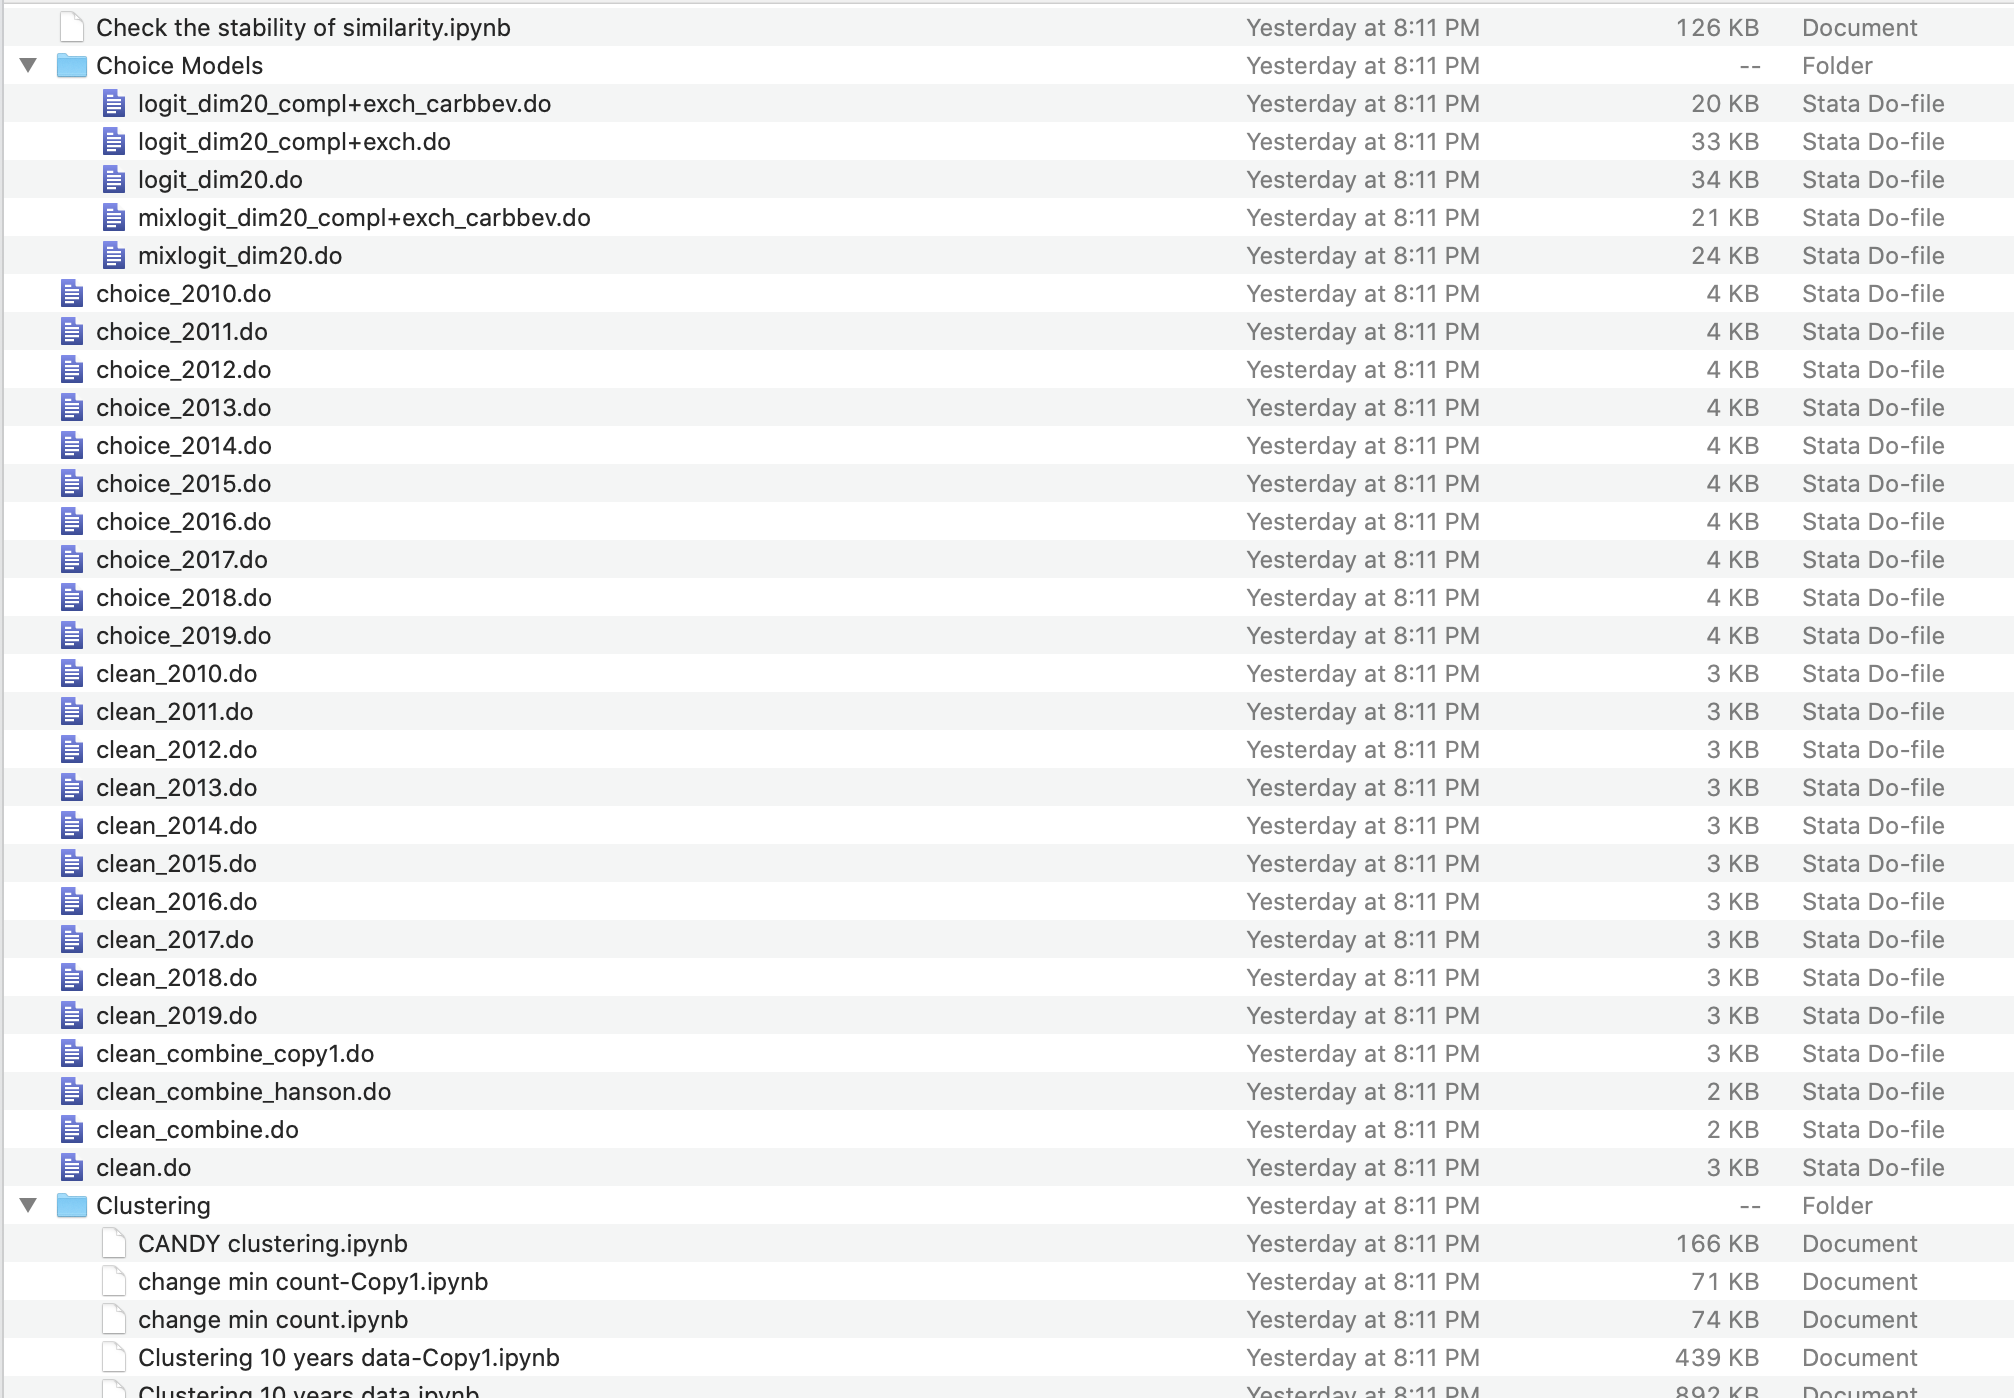 Check the stability of similarity.ipynb Yesterday at 8:11 PM 126 KB Document
Choice Models Yesterday at 8:11 PM -- Folder
logit_dim20_compl+exch_carbbev.do Yesterday at 8:11 PM 20 KB Stata Do-file
logit_dim20_compl+exch.do Yesterday at 8:11 PM 33 KB Stata Do-file
logit_dim20.do Yesterday at 8:11 PM 34 KB Stata Do-file
mixlogit_dim20_compl+exch_carbbev.do Yesterday at 8:11 PM 21 KB Stata Do-file
mixlogit_dim20.do Yesterday at 8:11 PM 24 KB Stata Do-file
choice_2010.do Yesterday at 8:11 PM 4 KB Stata Do-file
choice_2011.do Yesterday at 8:11 PM 4 KB Stata Do-file
choice_2012.do Yesterday at 8:11 PM 4 KB Stata Do-file
choice_2013.do Yesterday at 8:11 PM 4 KB Stata Do-file
choice_2014.do Yesterday at 8:11 PM 4 KB Stata Do-file
choice_2015.do Yesterday at 8:11 PM 4 KB Stata Do-file
choice_2016.do Yesterday at 8:11 PM 4 KB Stata Do-file
choice_2017.do Yesterday at 8:11 PM 4 KB Stata Do-file
choice_2018.do Yesterday at 8:11 PM 4 KB Stata Do-file
choice_2019.do Yesterday at 8:11 PM 4 KB Stata Do-file
clean_2010.do Yesterday at 8:11 PM 3 KB Stata Do-file
clean_2011.do Yesterday at 8:11 PM 3 KB Stata Do-file
clean_2012.do Yesterday at 8:11 PM 3 KB Stata Do-file
clean_2013.do Yesterday at 8:11 PM 3 KB Stata Do-file
clean_2014.do Yesterday at 8:11 PM 3 KB Stata Do-file
clean_2015.do Yesterday at 8:11 PM 3 KB Stata Do-file
clean_2016.do Yesterday at 8:11 PM 3 KB Stata Do-file
clean_2017.do Yesterday at 8:11 PM 3 KB Stata Do-file
clean_2018.do Yesterday at 8:11 PM 3 KB Stata Do-file
clean_2019.do Yesterday at 8:11 PM 3 KB Stata Do-file
clean_combine_copy1.do Yesterday at 8:11 PM 3 KB Stata Do-file
clean_combine_hanson.do Yesterday at 8:11 PM 2 KB Stata Do-file
clean_combine.do Yesterday at 8:11 PM 2 KB Stata Do-file
clean.do Yesterday at 8:11 PM 3 KB Stata Do-file
Clustering Yesterday at 8:11 PM -- Folder
CANDY clustering.ipynb Yesterday at 8:11 PM 166 KB Document
change min count-Copy1.ipynb Yesterday at 8:11 PM 71 KB Document
change min count.ipynb Yesterday at 8:11 PM 74 KB Document
Clustering 10 years data-Copy1.ipynb Yesterday at 8:11 PM 439 KB Document
Clustering 10 years data.ipynb Yesterday at 8:11 PM 892 KB Document